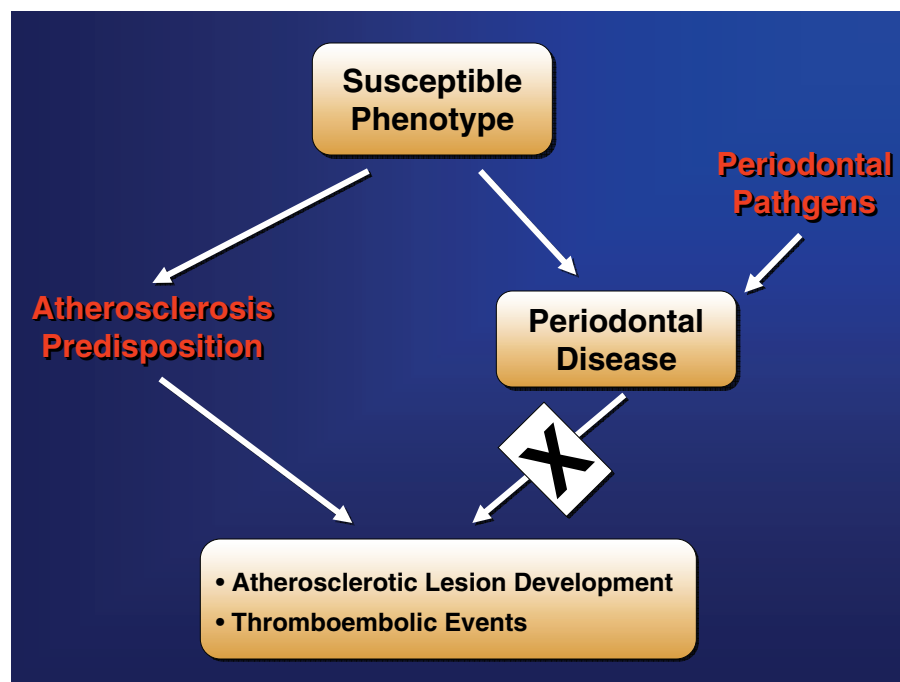 Susceptible
Phenotype
Periodontal
Pathgens
Atherosclerosis
Predisposition
Periodontal
Disease
X
• Atherosclerotic Lesion Development
• Thromboembolic Events